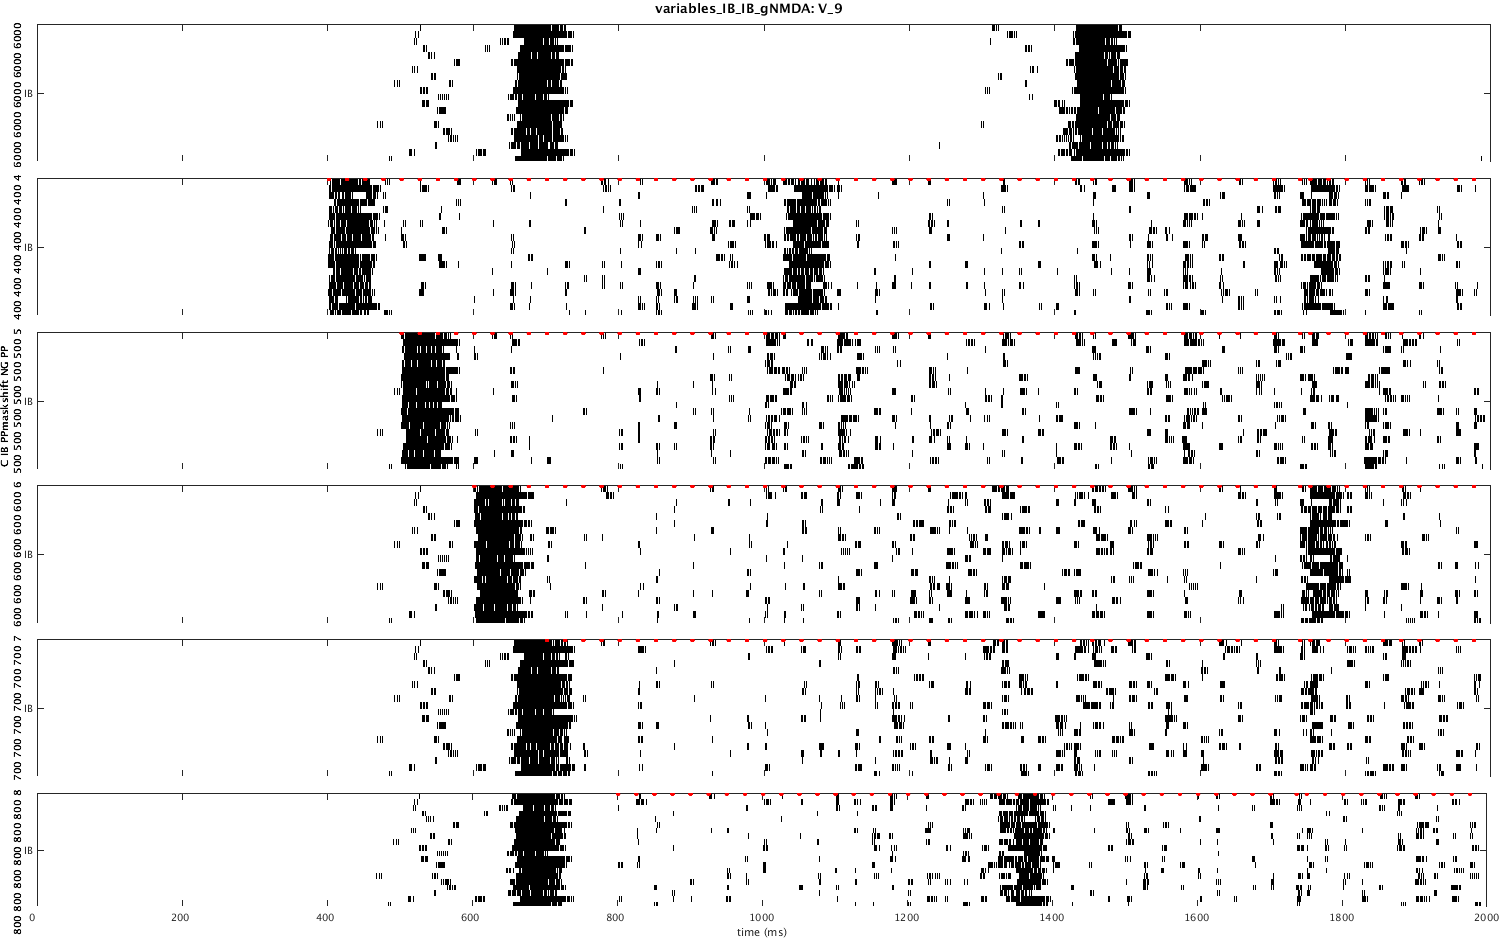 variables_IB_IB_gNMDA: V_9
6000 6000 6000 6000 6000
IB
400 400 400 400 400 4
IB
C IB PPmaskshift NG PP
500 500 500 500 500 5
IB
600 600 600 600 600 6
IB
700 700 700 700 700 7
IB
800 800 800 800 800 8
IB
0 200 400 600 800 1000 1200 1400 1600 1800 2000
time (ms)